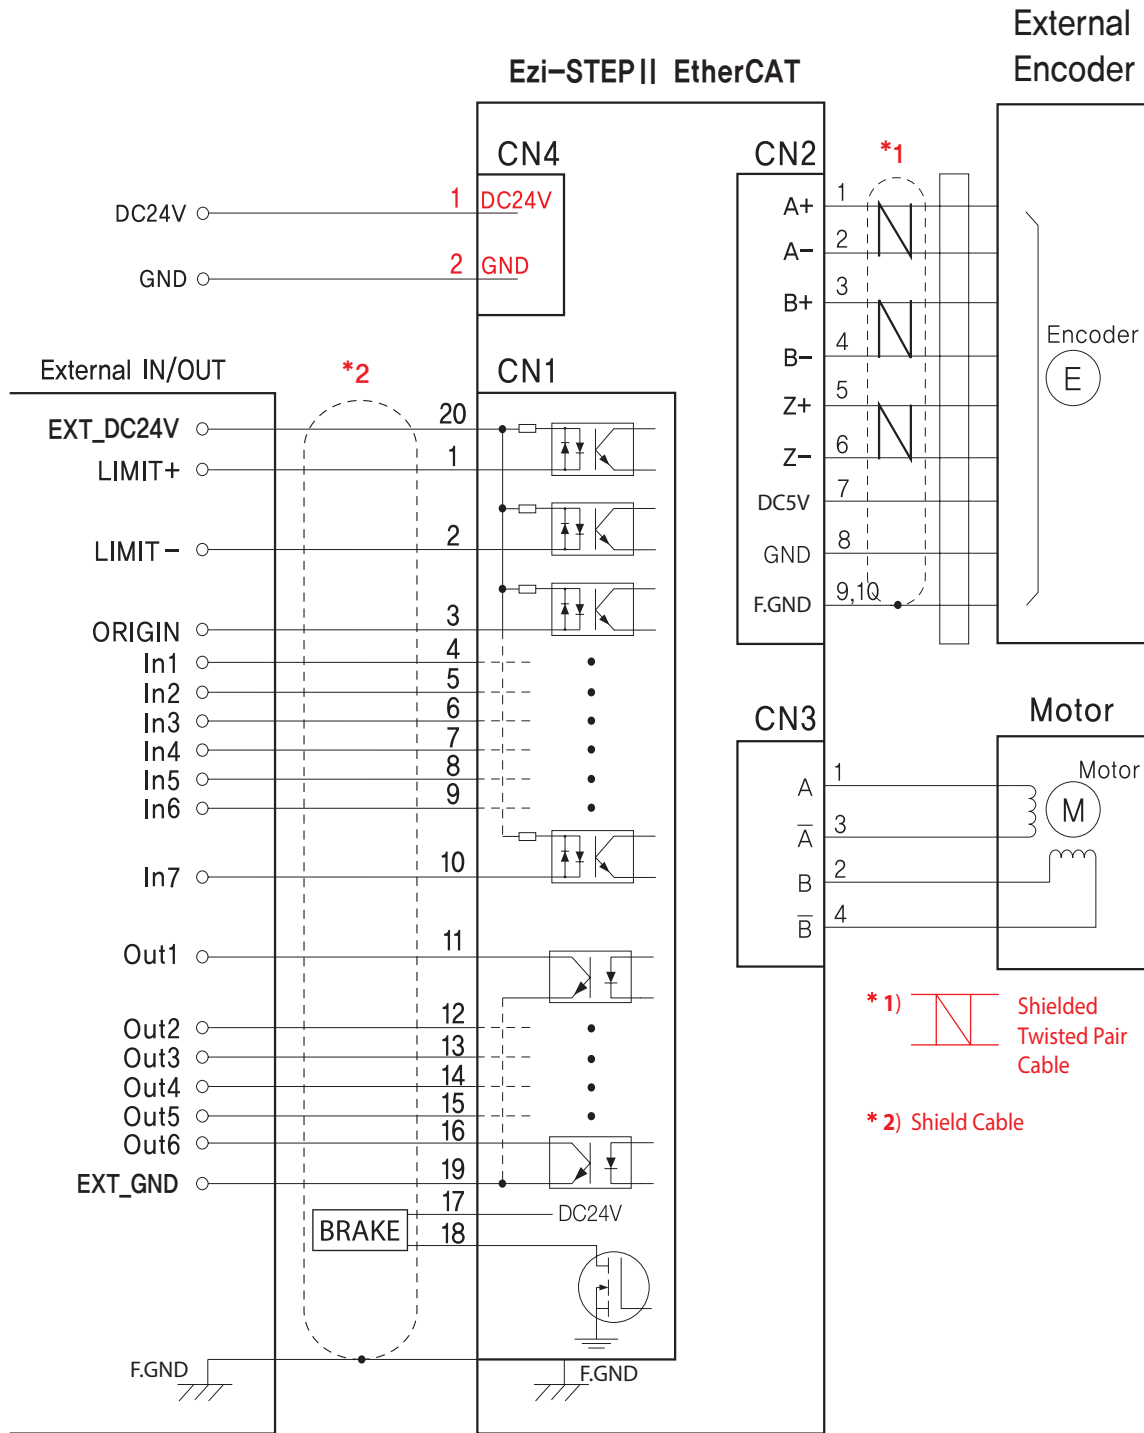 External
Encoder
Ezi-STEPII EtherCAT
CN4
1 DC24V
DC24V
2 GND
GND
CN2
*1
A+ 1
A- 2
B+ 3
B- 4
Z+ 5
Z- 6
DC5V 7
GND 8
F.GND 9,10
Encoder
E
External IN/OUT
*2
CN1
EXT_DC24V 20
LIMIT+ 1
LIMIT- 2
ORIGIN 3
In1 4
In2 5
In3 6
In4 7
In5 8
In6 9
In7 10
Out1 11
Out2 12
Out3 13
Out4 14
Out5 15
Out6 16
EXT_GND 19
BRAKE
17 DC24V
18
F.GND
F.GND
CN3
Motor
A 1
A̅ 3
B 2
B̅ 4
Motor
M
*1) Shielded
Twisted Pair
Cable
*2) Shield Cable